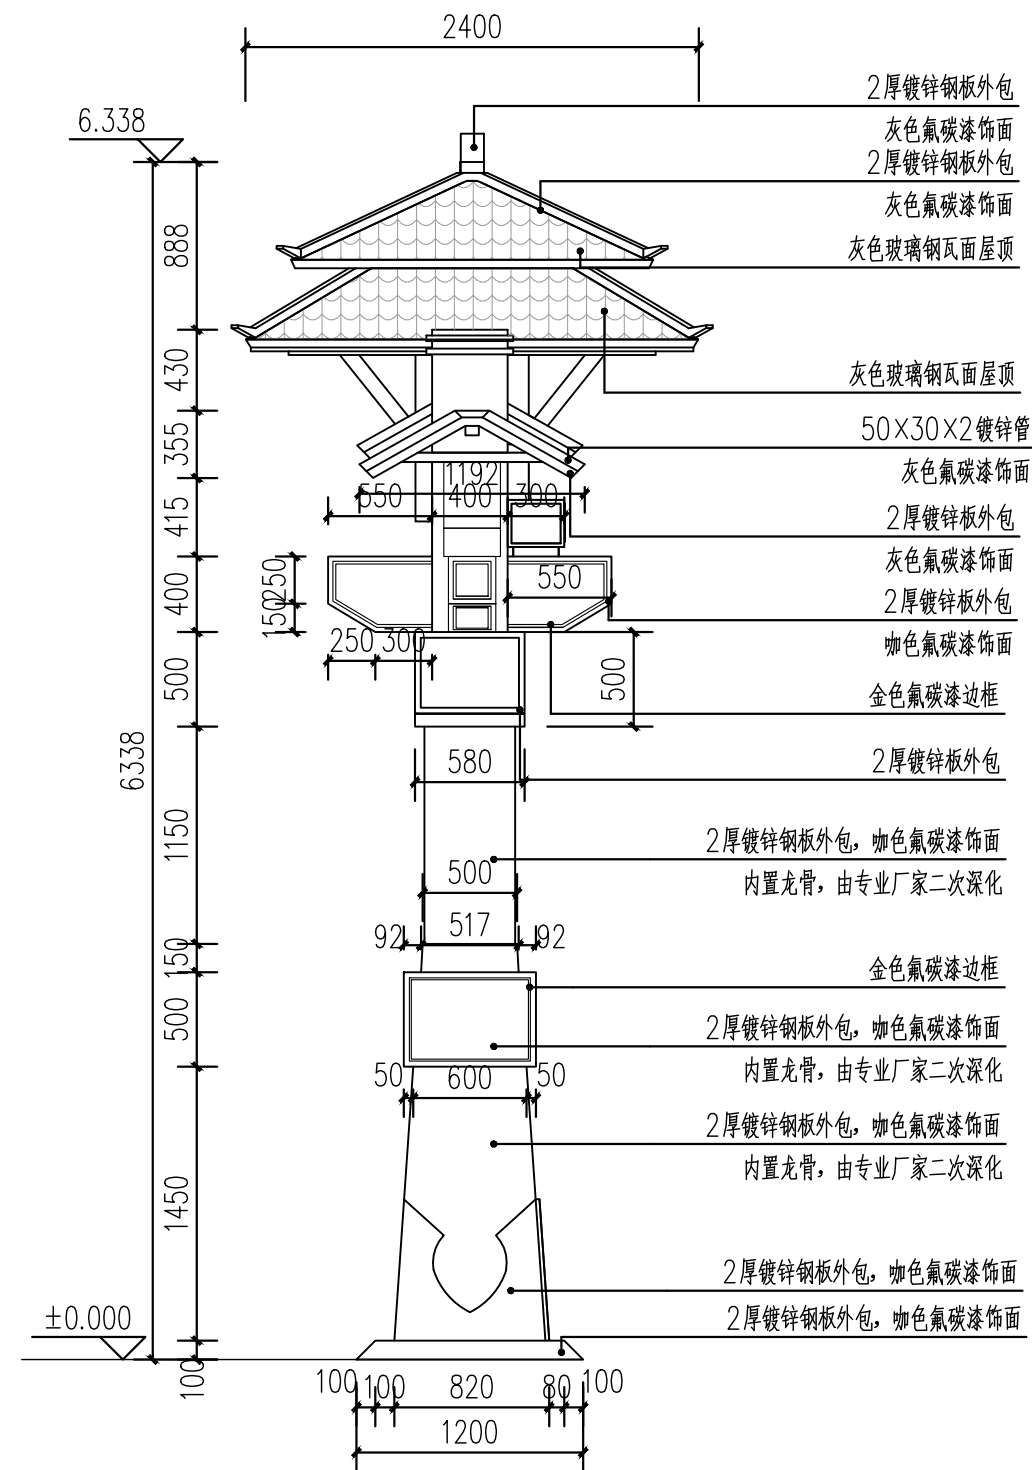 2400
2厚镀锌钢板外包
6.338
灰色氟碳漆饰面
2厚镀锌钢板外包
灰色氟碳漆饰面
888
灰色玻璃钢瓦面屋顶
430
灰色玻璃钢瓦面屋顶
355
50×30×2镀锌管
灰色氟碳漆饰面
1192
550 400 300
415
2厚镀锌板外包
灰色氟碳漆饰面
250
550
400
150
2厚镀锌板外包
咖色氟碳漆饰面
250 300
500
500
金色氟碳漆边框
6338
580
2厚镀锌板外包
1150
2厚镀锌钢板外包，咖色氟碳漆饰面
500
内置龙骨，由专业厂家二次深化
92 517 92
150
金色氟碳漆边框
500
2厚镀锌钢板外包，咖色氟碳漆饰面
内置龙骨，由专业厂家二次深化
50 600 50
2厚镀锌钢板外包，咖色氟碳漆饰面
内置龙骨，由专业厂家二次深化
1450
2厚镀锌钢板外包，咖色氟碳漆饰面
±0.000
2厚镀锌钢板外包，咖色氟碳漆饰面
100
100 100 820 80 100
1200